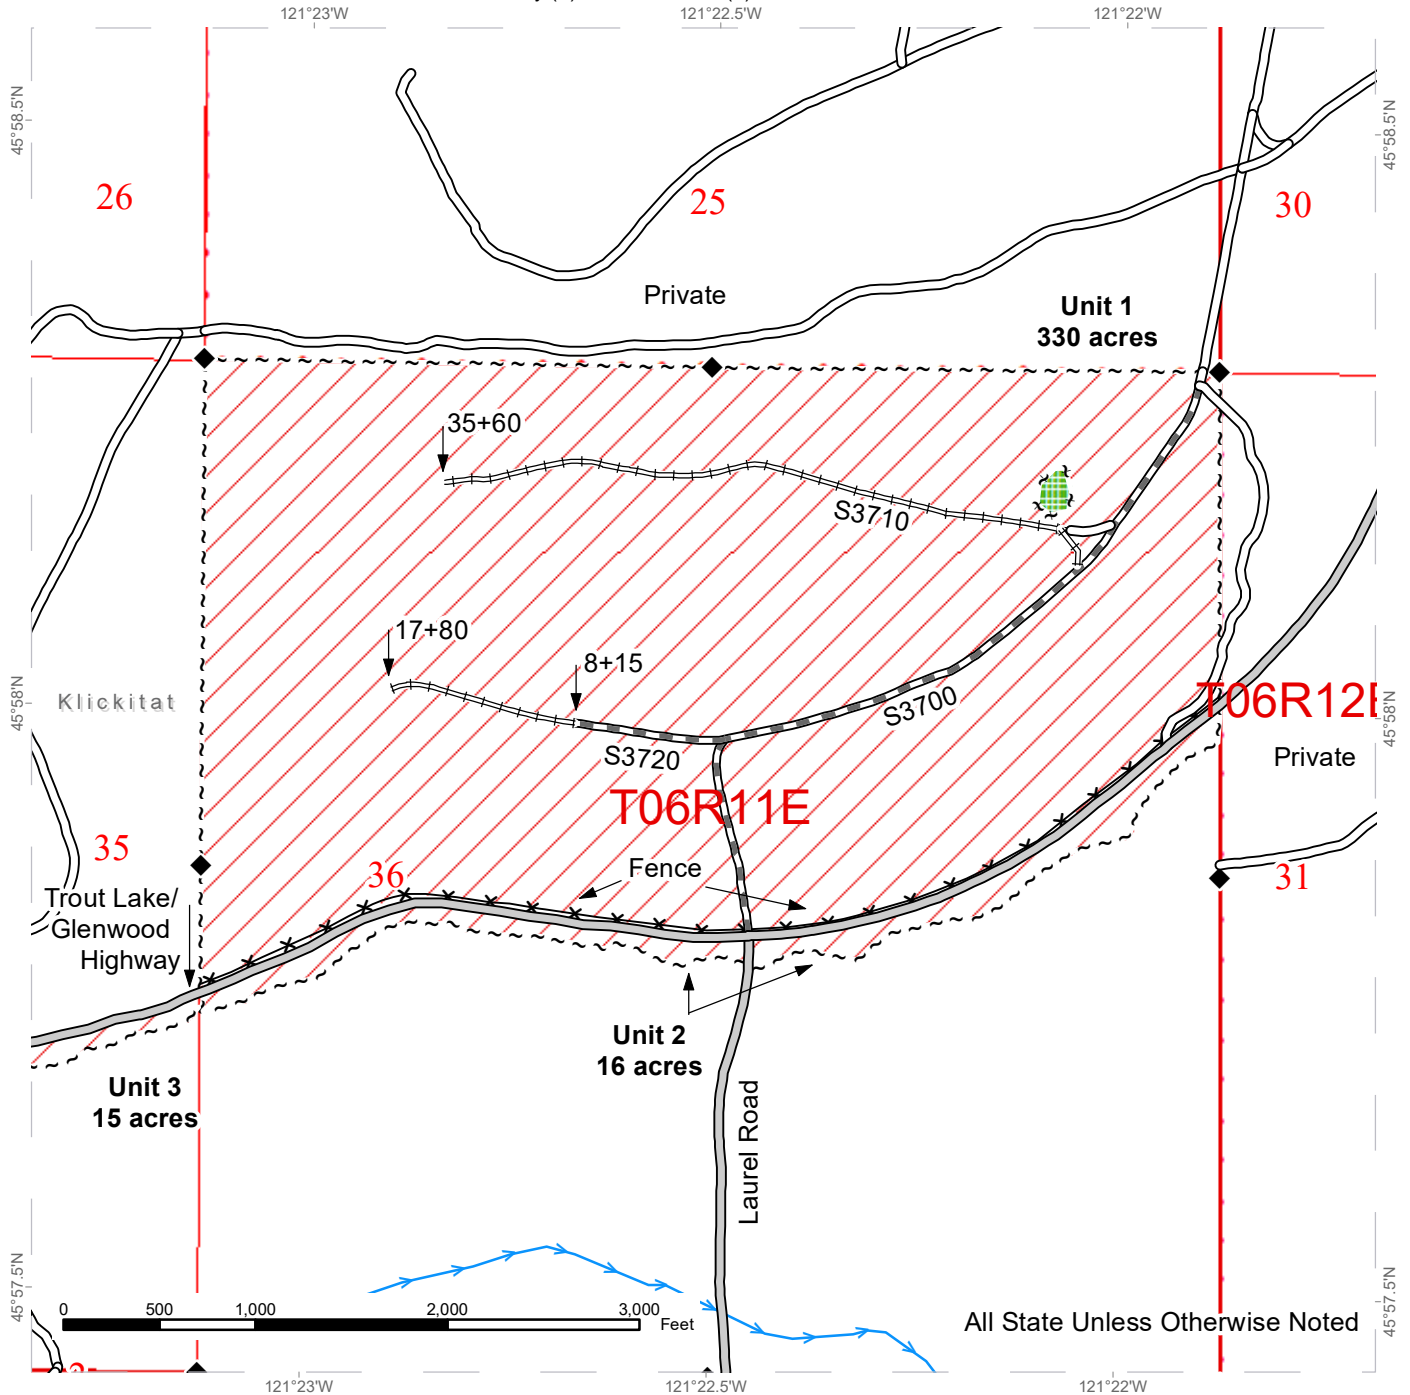 121°23'W
121°22.5'W
121°22'W
45°58.5'N
45°58.5'N
26
25
30
Private
Unit 1
330 acres
35+60
S3710
17+80
8+15
Klickitat
45°58'N
45°58'N
S3700
T06R12E
S3720
Private
T06R11E
35
36
Fence
31
Trout Lake/
Glenwood
Highway
Unit 2
16 acres
Unit 3
15 acres
Laurel Road
45°57.5'N
45°57.5'N
0 500 1,000 2,000 3,000
Feet
All State Unless Otherwise Noted
121°23'W
121°22.5'W
121°22'W